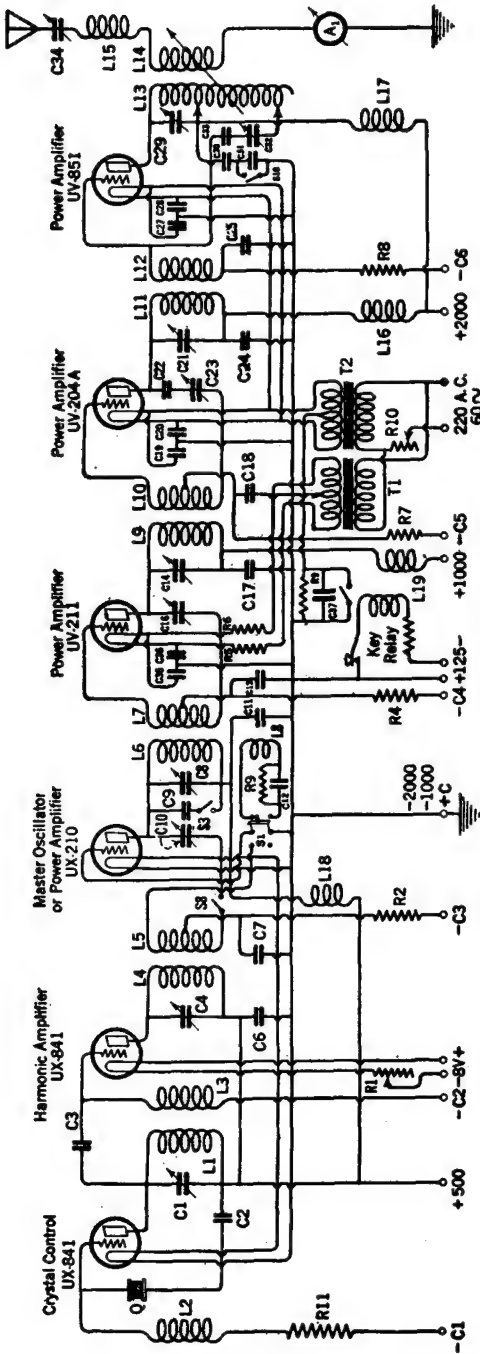 Crystal Control
UX-841
Harmonic Amplifier
UX-841
Master Oscillator
or Power Amplifier
UX-210
Power Amplifier
UV-211
Power Amplifier
UV-204 A
Power Amplifier
UV-851
C34
L15
L14
A1
C3
L13
C29
L17
Q
C1
L1
L2
C2
L3
L4
C4
C6
L5
S8
C7
C10
C9
C8
S3
L6
S1
R9
C12
L8
L7
C16
C14
R5
R6
L9
C11
C13
C17
L10
C19
C20
C22
C21
C23
L11
C18
C24
L12
C27
C28
C25
R11
R1
L18
R2
R4
R9
C37
Key
Relay
L19
R7
T1
T2
R10
L16
R8
-C1
+500
-C2
-8V+
-C3
-2000
-1000
+C
-C4
+125-
+1000
-C5
220 A.C.
60~
+2000
-C6